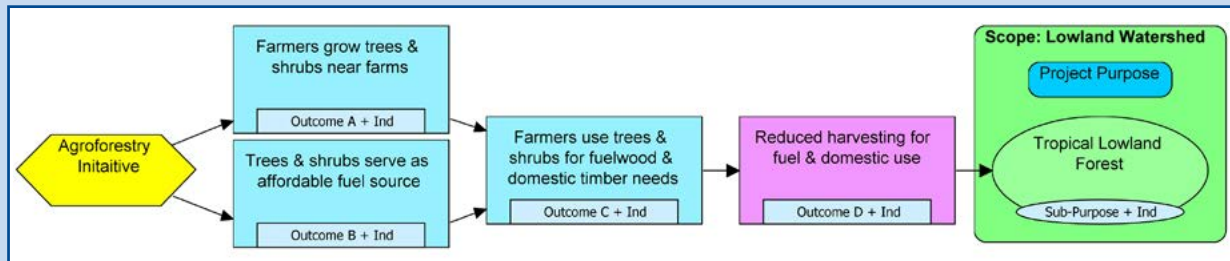 Agroforestry
Initaitive
Farmers grow trees &
shrubs near farms
Outcome A + Ind
Trees & shrubs serve as
affordable fuel source
Outcome B + Ind
Farmers use trees &
shrubs for fuelwood &
domestic timber needs
Outcome C + Ind
Reduced harvesting for
fuel & domestic use
Outcome D + Ind
Scope: Lowland Watershed
Project Purpose
Tropical Lowland
Forest
Sub-Purpose + Ind